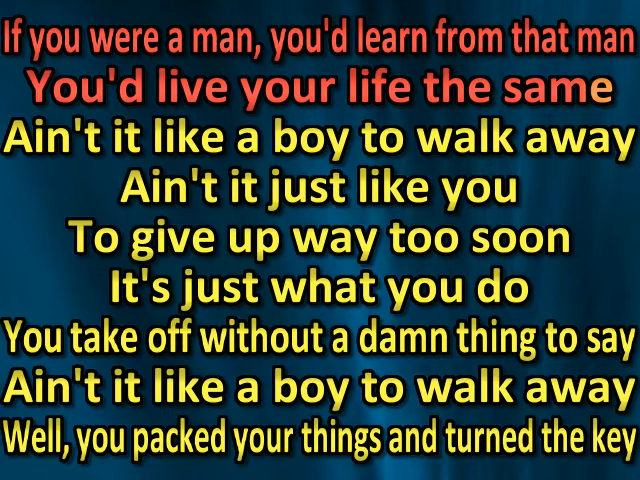 If you were a man, you'd learn from that man
You'd live your life the same
Ain't it like a boy to walk away
Ain't it just like you
To give up way too soon
It's just what you do
You take off without a damn thing to say
Ain't it like a boy to walk away
Well, you packed your things and turned the key